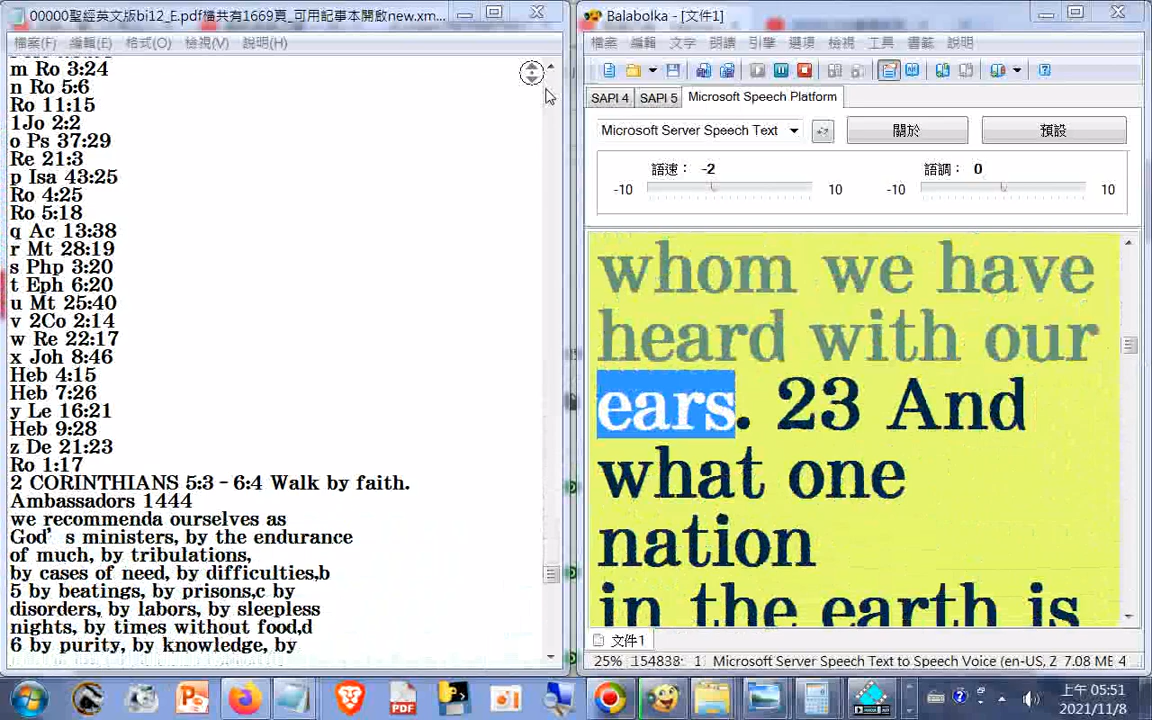 00000聖經英文版bi12_E.pdf檔共有1669頁_可用記事本開啟new.xm...
檔案(F) 編輯(E) 格式(O) 檢視(V) 說明(H)
m Ro 3:24
n Ro 5:6
Ro 11:15
1Jo 2:2
o Ps 37:29
Re 21:3
p Isa 43:25
Ro 4:25
Ro 5:18
q Ac 13:38
r Mt 28:19
s Php 3:20
t Eph 6:20
u Mt 25:40
v 2Co 2:14
w Re 22:17
x Joh 8:46
Heb 4:15
Heb 7:26
y Le 16:21
Heb 9:28
z De 21:23
Ro 1:17
2 CORINTHIANS 5:3–6:4 Walk by faith.
Ambassadors 1444
we recommenda ourselves as
God’s ministers, by the endurance
of much, by tribulations,
by cases of need, by difficulties,b
5 by beatings, by prisons,c by
disorders, by labors, by sleepless
nights, by times without food,d
6 by purity, by knowledge, by
Balabolka - [文件1]
檔案 編輯 文字 朗讀 引擎 選項 檢視 工具 書籤 說明
SAPI 4 SAPI 5 Microsoft Speech Platform
Microsoft Server Speech Text 關於 預設
語速： -2 語調： 0
-10 10 -10 10
whom we have
heard with our
ears. 23 And
what one
nation
in the earth is
文件1
25% 154838: 1 Microsoft Server Speech Text to Speech Voice (en-US, Z 7.08 ME 4
PDF
上午 05:51
2021/11/8